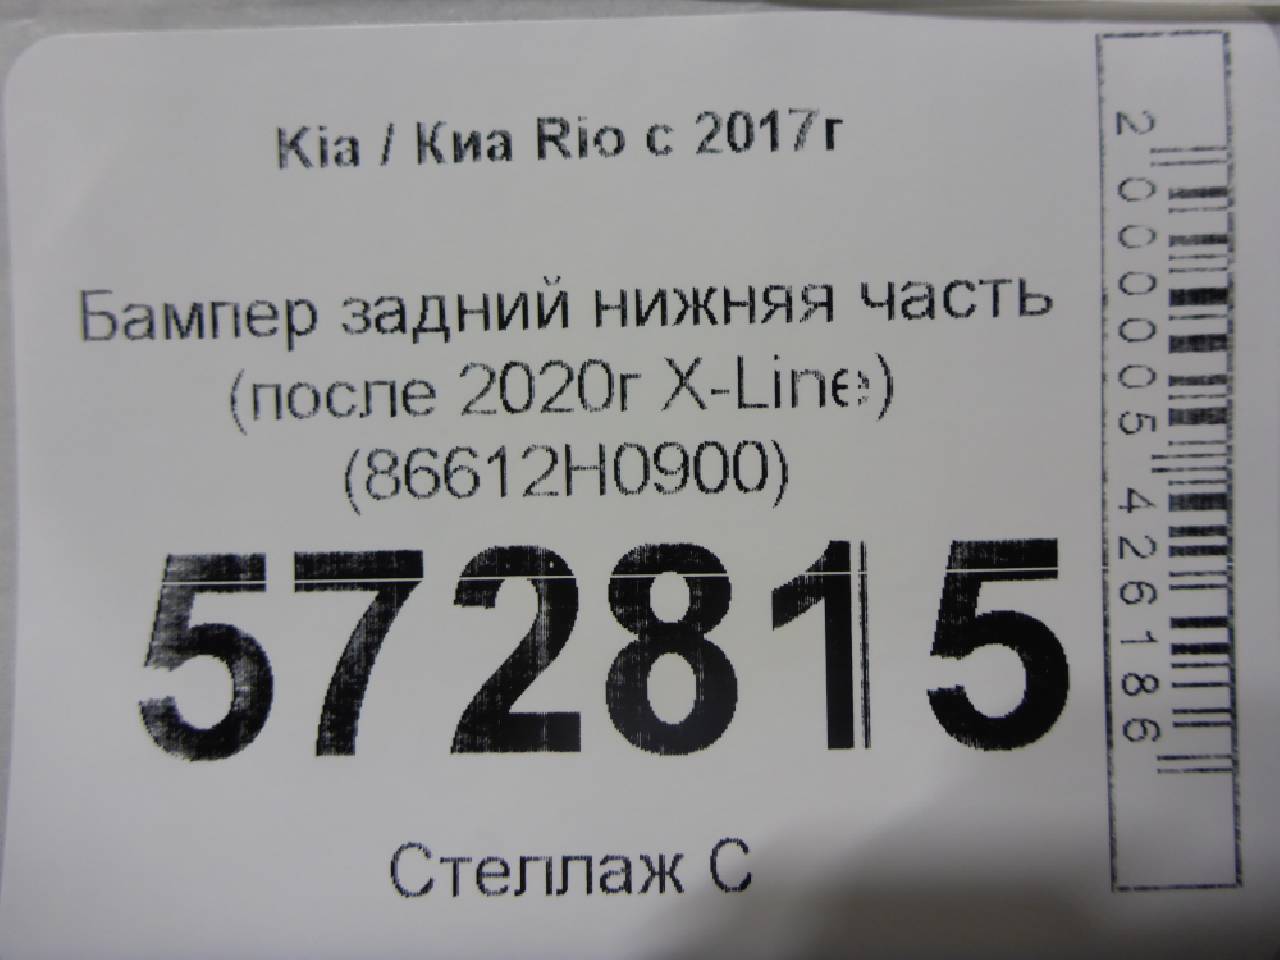 Kia / Киа Rio с 2017г
Бампер задний нижняя часть
(после 2020г X-Line)
(86612H0900)
572815
Стеллаж С
2000005426186